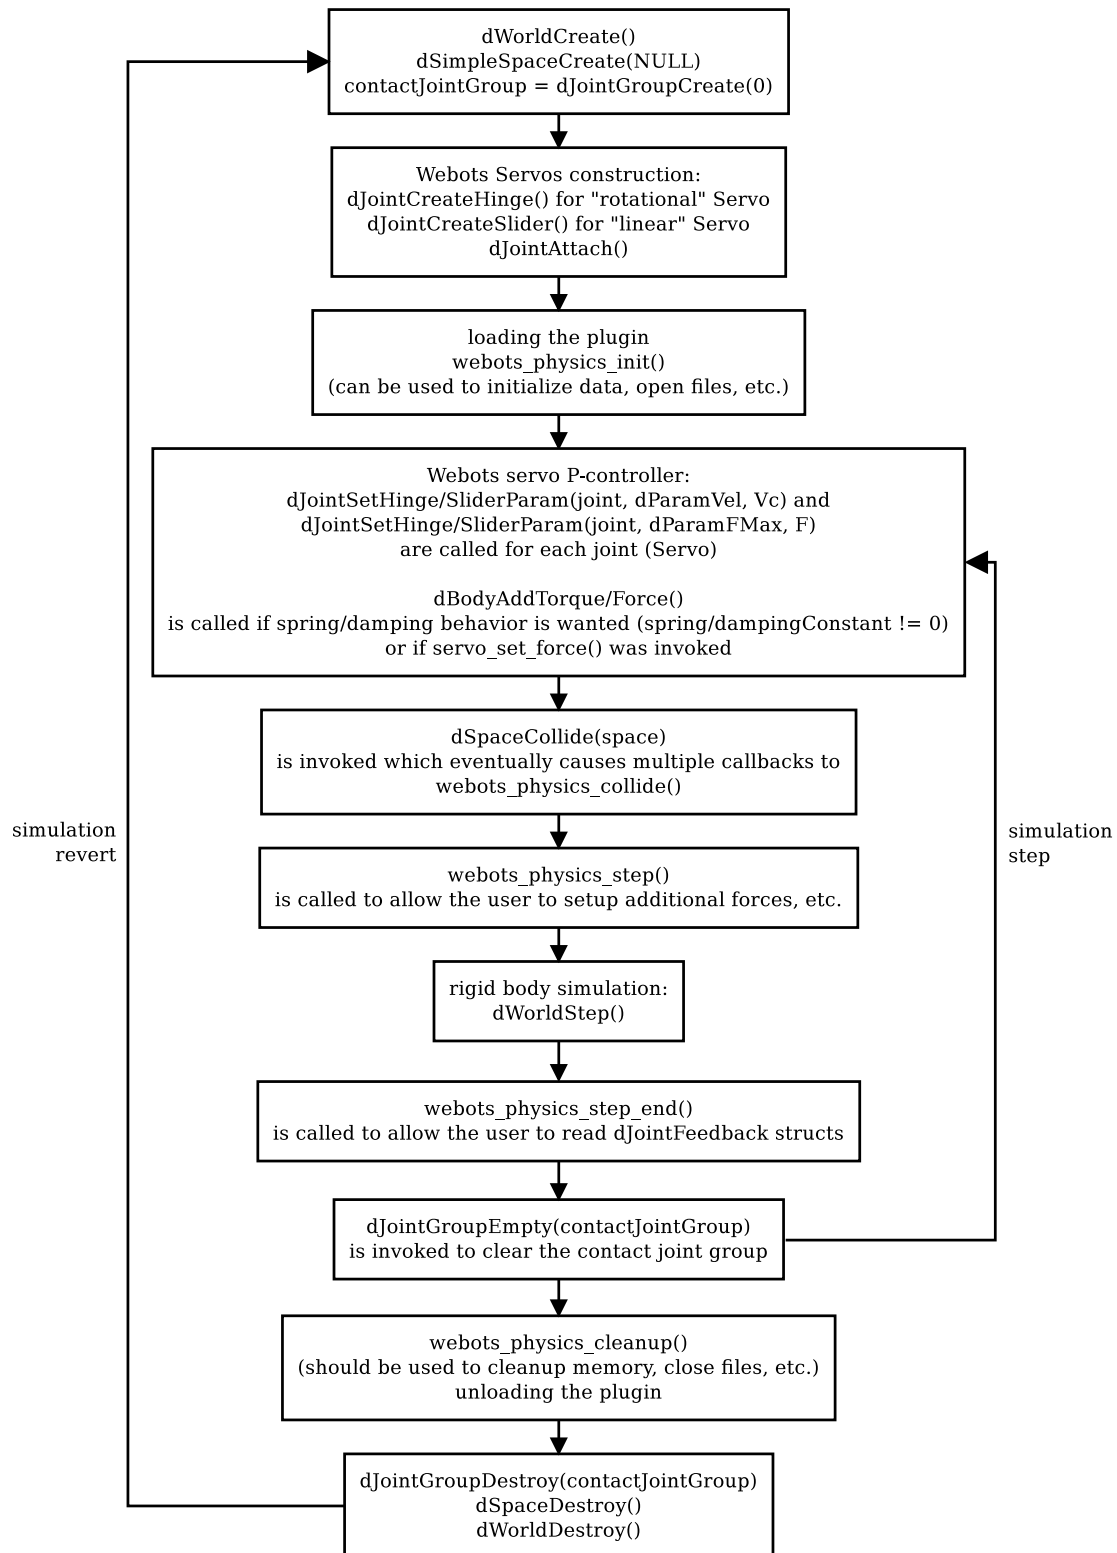 dWorldCreate()
dSimpleSpaceCreate(NULL)
contactJointGroup = dJointGroupCreate(0)
Webots Servos construction:
dJointCreateHinge() for "rotational" Servo
dJointCreateSlider() for "linear" Servo
dJointAttach()
loading the plugin
webots_physics_init()
(can be used to initialize data, open files, etc.)
Webots servo P-controller:
dJointSetHinge/SliderParam(joint, dParamVel, Vc) and
dJointSetHinge/SliderParam(joint, dParamFMax, F)
are called for each joint (Servo)
dBodyAddTorque/Force()
is called if spring/damping behavior is wanted (spring/dampingConstant != 0)
or if servo_set_force() was invoked
dSpaceCollide(space)
is invoked which eventually causes multiple callbacks to
webots_physics_collide()
simulation
revert
simulation
step
webots_physics_step()
is called to allow the user to setup additional forces, etc.
rigid body simulation:
dWorldStep()
webots_physics_step_end()
is called to allow the user to read dJointFeedback structs
dJointGroupEmpty(contactJointGroup)
is invoked to clear the contact joint group
webots_physics_cleanup()
(should be used to cleanup memory, close files, etc.)
unloading the plugin
dJointGroupDestroy(contactJointGroup)
dSpaceDestroy()
dWorldDestroy()